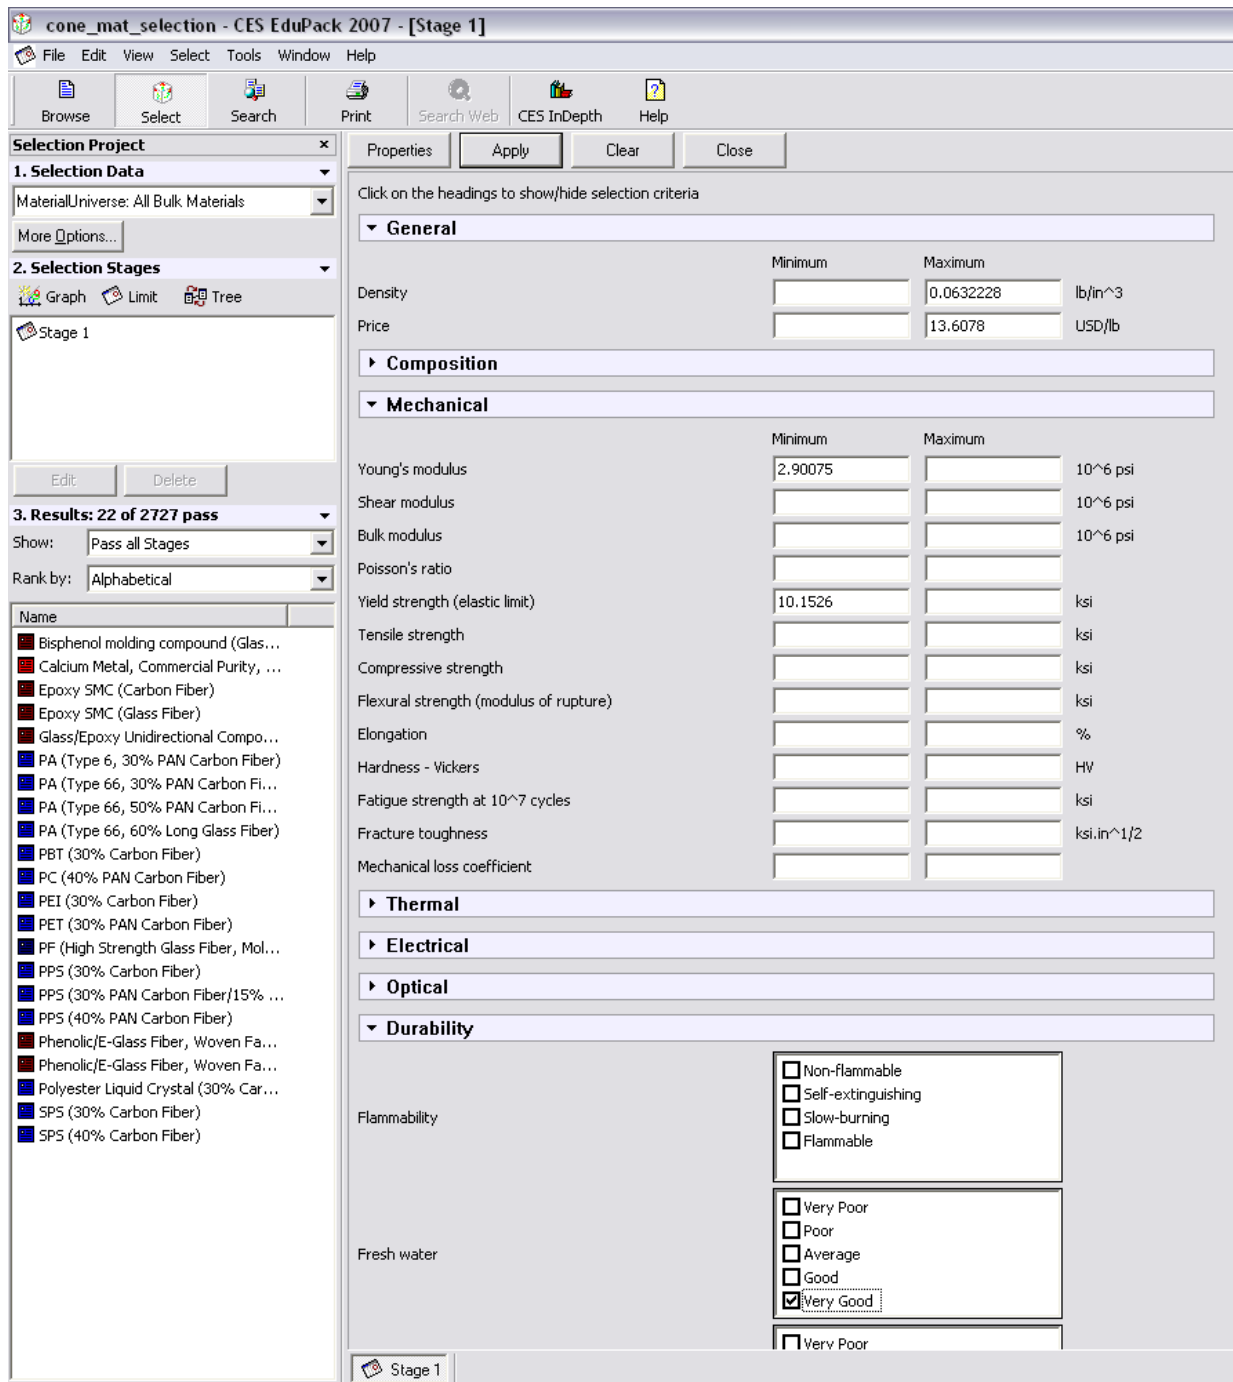 cone_mat_selection - CES EduPack 2007 - [Stage 1]
File Edit View Select Tools Window Help
Browse Select Search Print Search Web CES InDepth Help
Selection Project
1. Selection Data
MaterialUniverse: All Bulk Materials
More Options...
2. Selection Stages
Graph Limit Tree
Stage 1
Edit Delete
3. Results: 22 of 2727 pass
Show: Pass all Stages
Rank by: Alphabetical
Name
Bisphenol molding compound (Glas...
Calcium Metal, Commercial Purity, ...
Epoxy SMC (Carbon Fiber)
Epoxy SMC (Glass Fiber)
Glass/Epoxy Unidirectional Compo...
PA (Type 6, 30% PAN Carbon Fiber)
PA (Type 66, 30% PAN Carbon Fi...
PA (Type 66, 50% PAN Carbon Fi...
PA (Type 66, 60% Long Glass Fiber)
PBT (30% Carbon Fiber)
PC (40% PAN Carbon Fiber)
PEI (30% Carbon Fiber)
PET (30% PAN Carbon Fiber)
PF (High Strength Glass Fiber, Mol...
PPS (30% Carbon Fiber)
PPS (30% PAN Carbon Fiber/15% ...
PPS (40% PAN Carbon Fiber)
Phenolic/E-Glass Fiber, Woven Fa...
Phenolic/E-Glass Fiber, Woven Fa...
Polyester Liquid Crystal (30% Car...
SPS (30% Carbon Fiber)
SPS (40% Carbon Fiber)
Properties Apply Clear Close
Click on the headings to show/hide selection criteria
General
Minimum Maximum
Density 0.0632228 lb/in^3
Price 13.6078 USD/lb
Composition
Mechanical
Minimum Maximum
Young's modulus 2.90075 10^6 psi
Shear modulus 10^6 psi
Bulk modulus 10^6 psi
Poisson's ratio
Yield strength (elastic limit) 10.1526 ksi
Tensile strength ksi
Compressive strength ksi
Flexural strength (modulus of rupture) ksi
Elongation %
Hardness - Vickers HV
Fatigue strength at 10^7 cycles ksi
Fracture toughness ksi.in^1/2
Mechanical loss coefficient
Thermal
Electrical
Optical
Durability
Flammability
Non-flammable
Self-extinguishing
Slow-burning
Flammable
Fresh water
Very Poor
Poor
Average
Good
Very Good
Very Poor
Stage 1